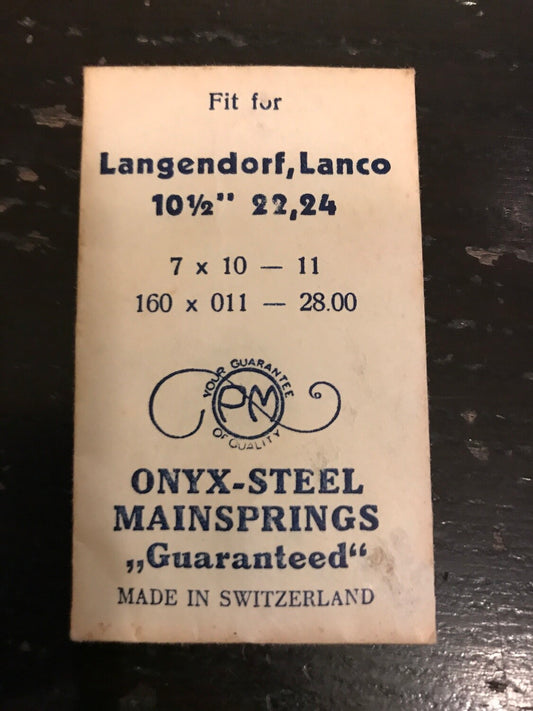 Fit for
Langendorf, Lanco
10½" 22,24
7 x 10 — 11
160 x 011 — 28.00
YOUR GUARANTEE
PM
OF QUALITY
ONYX-STEEL
MAINSPRINGS
„Guaranteed“
MADE IN SWITZERLAND